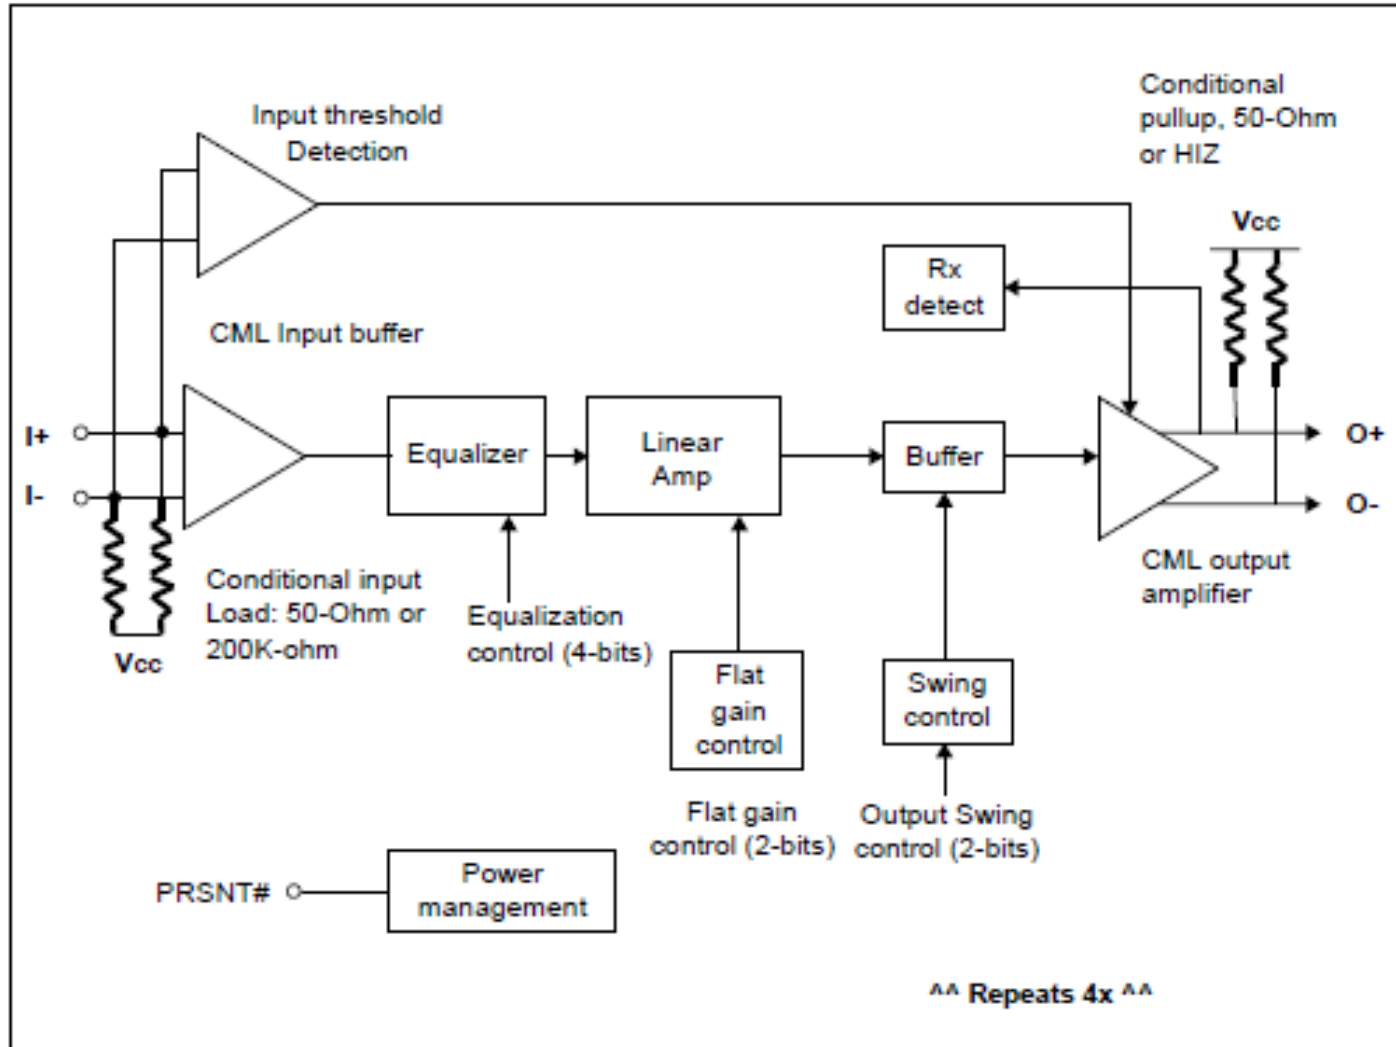 Conditional
pullup, 50-Ohm
or HIZ
Input threshold
Detection
Vcc
Rx
detect
CML Input buffer
I+
Equalizer
Linear
Amp
Buffer
O+
I-
O-
CML output
amplifier
Conditional input
Load: 50-Ohm or
200K-ohm
Vcc
Equalization
control (4-bits)
Flat
gain
control
Swing
control
Flat gain
control (2-bits)
Output Swing
control (2-bits)
PRSNT#
Power
management
^^ Repeats 4x ^^